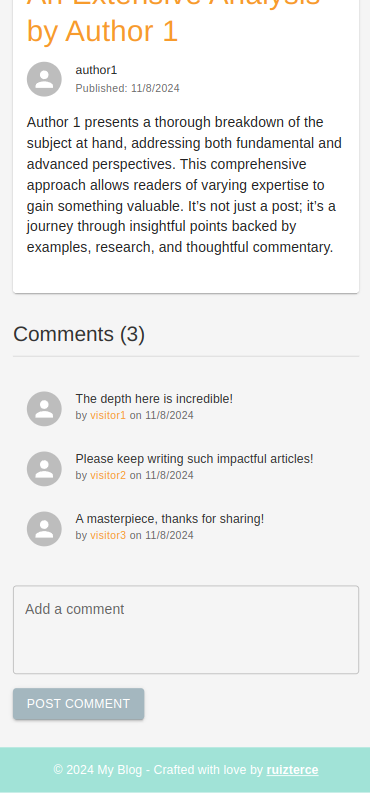 An Extensive Analysis
by Author 1
author1
Published: 11/8/2024
Author 1 presents a thorough breakdown of the
subject at hand, addressing both fundamental and
advanced perspectives. This comprehensive
approach allows readers of varying expertise to
gain something valuable. It’s not just a post; it’s a
journey through insightful points backed by
examples, research, and thoughtful commentary.
Comments (3)
The depth here is incredible!
by visitor1 on 11/8/2024
Please keep writing such impactful articles!
by visitor2 on 11/8/2024
A masterpiece, thanks for sharing!
by visitor3 on 11/8/2024
Add a comment
POST COMMENT
© 2024 My Blog - Crafted with love by ruizterce